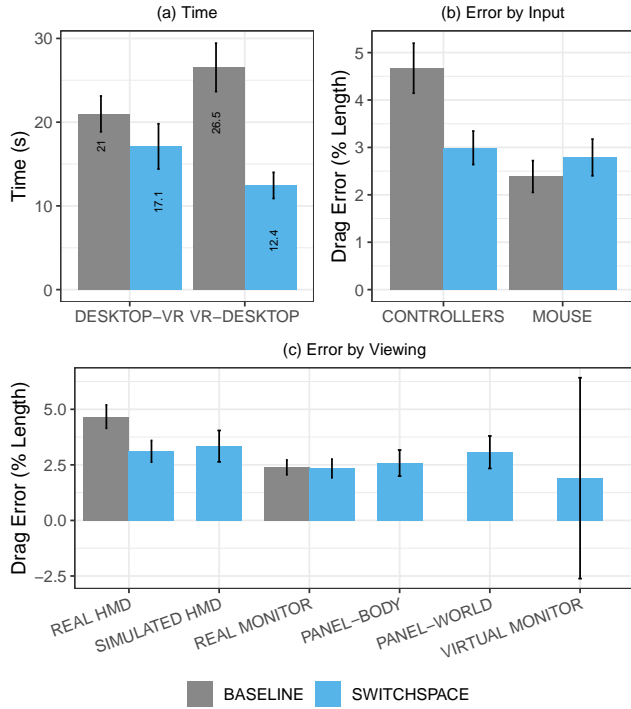 (a) Time
Time (s)
30
20
10
0
21
17.1
26.5
12.4
DESKTOP−VR VR−DESKTOP
(b) Error by Input
Drag Error (% Length)
5
4
3
2
1
0
CONTROLLERS MOUSE
(c) Error by Viewing
Drag Error (% Length)
5.0
2.5
0.0
−2.5
REAL HMD
SIMULATED HMD
REAL MONITOR
PANEL−BODY
PANEL−WORLD
VIRTUAL MONITOR
BASELINE SWITCHSPACE